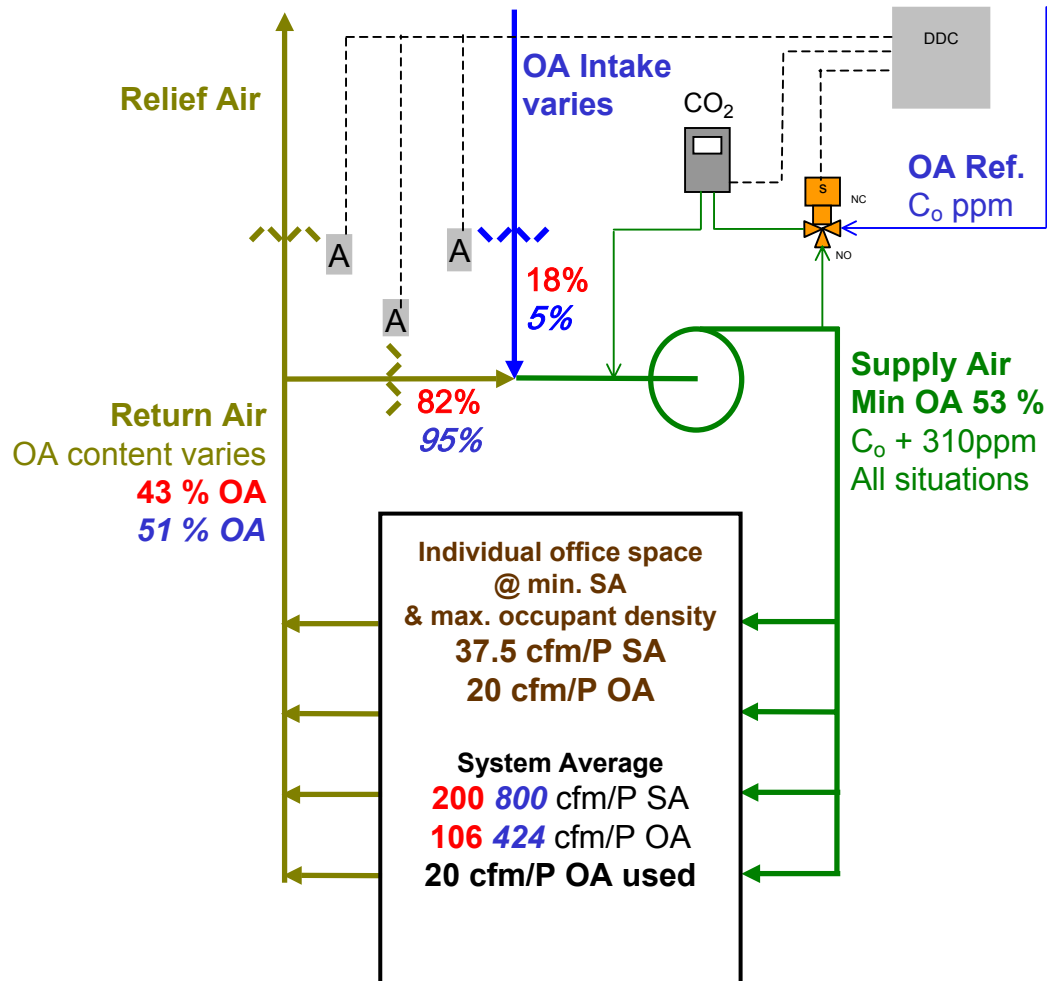 DDC
Relief Air
OA Intake
varies
CO₂
OA Ref.
Cₒ ppm
S
NC
NO
A
A
A
18%
5%
82%
95%
Return Air
OA content varies
43 % OA
51 % OA
Supply Air
Min OA 53 %
Cₒ + 310ppm
All situations
Individual office space
@ min. SA
& max. occupant density
37.5 cfm/P SA
20 cfm/P OA
System Average
200 800 cfm/P SA
106 424 cfm/P OA
20 cfm/P OA used